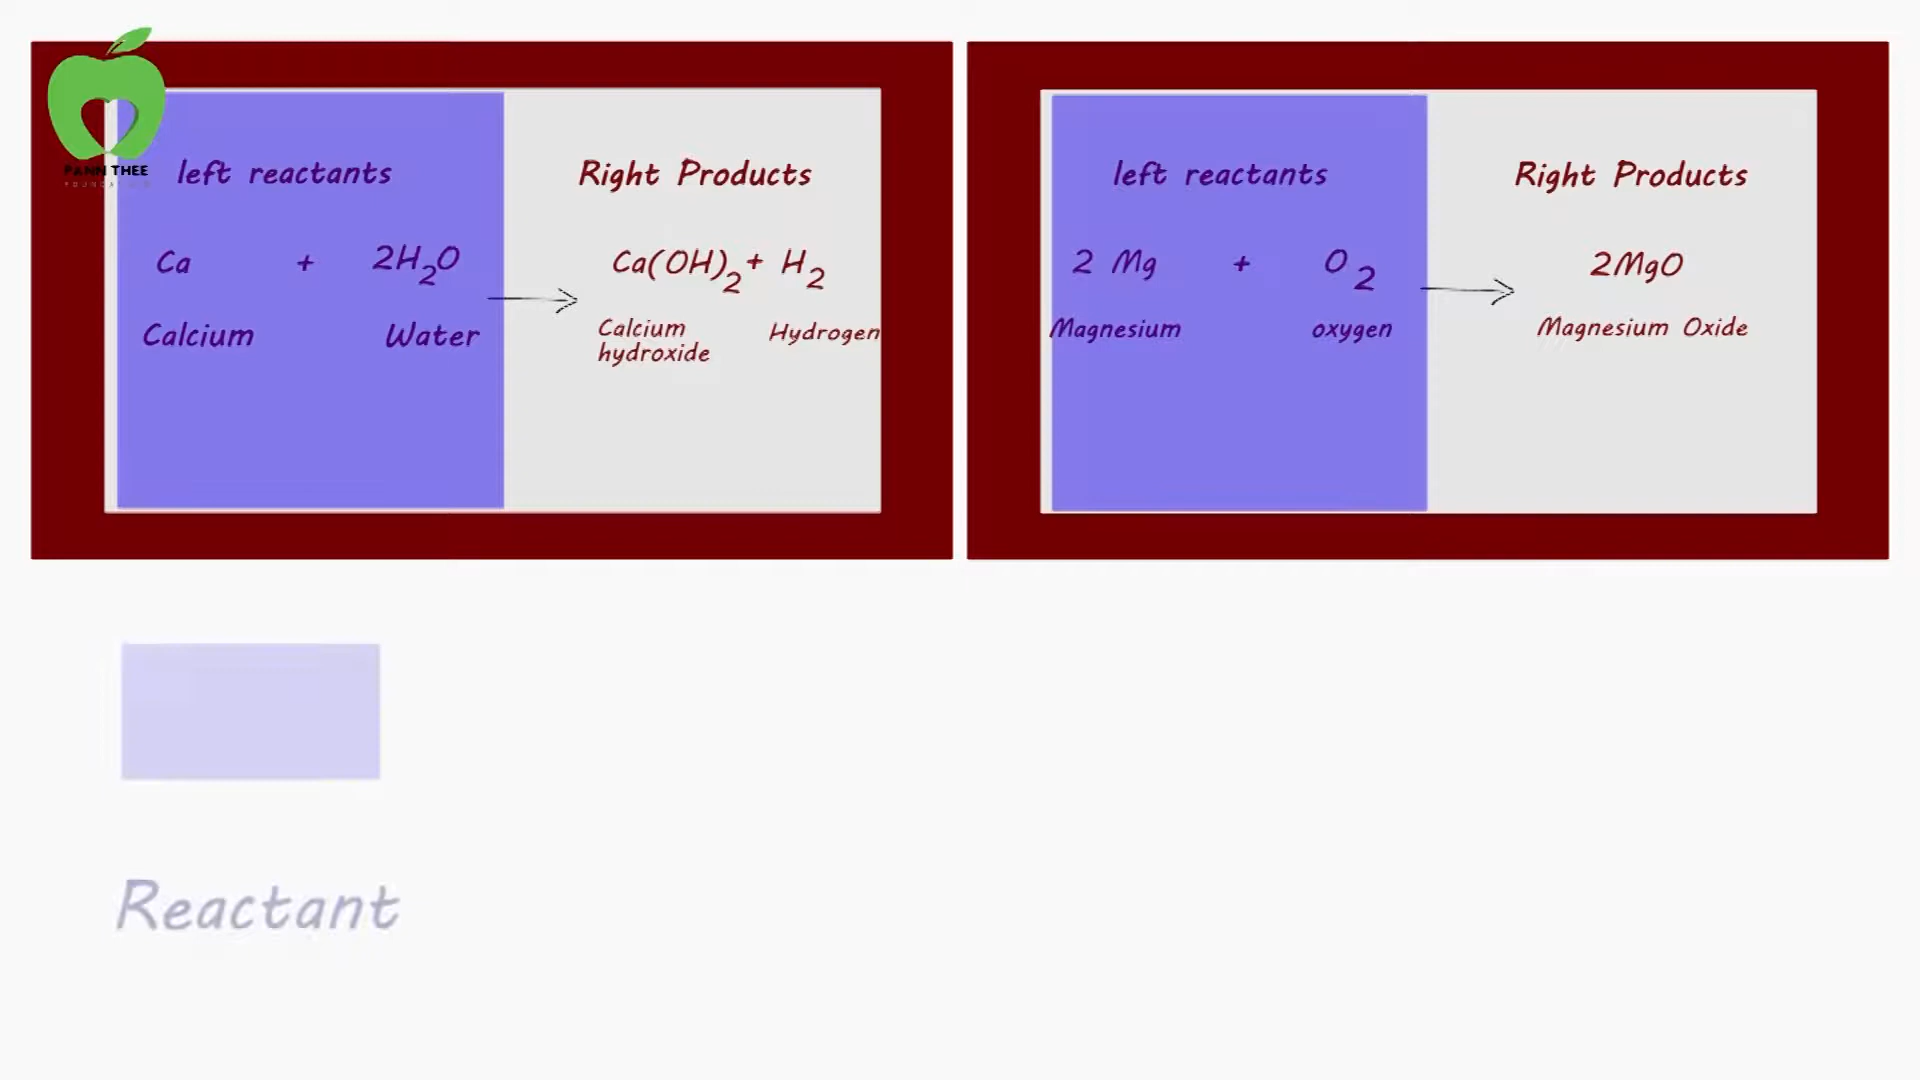 PANN THEE
FOUNDATION
left reactants
Right Products
Ca + 2H₂O → Ca(OH)₂ + H₂
Calcium Water Calcium hydroxide Hydrogen
left reactants
Right Products
2 Mg + O₂ → 2MgO
Magnesium oxygen Magnesium Oxide
Reactant